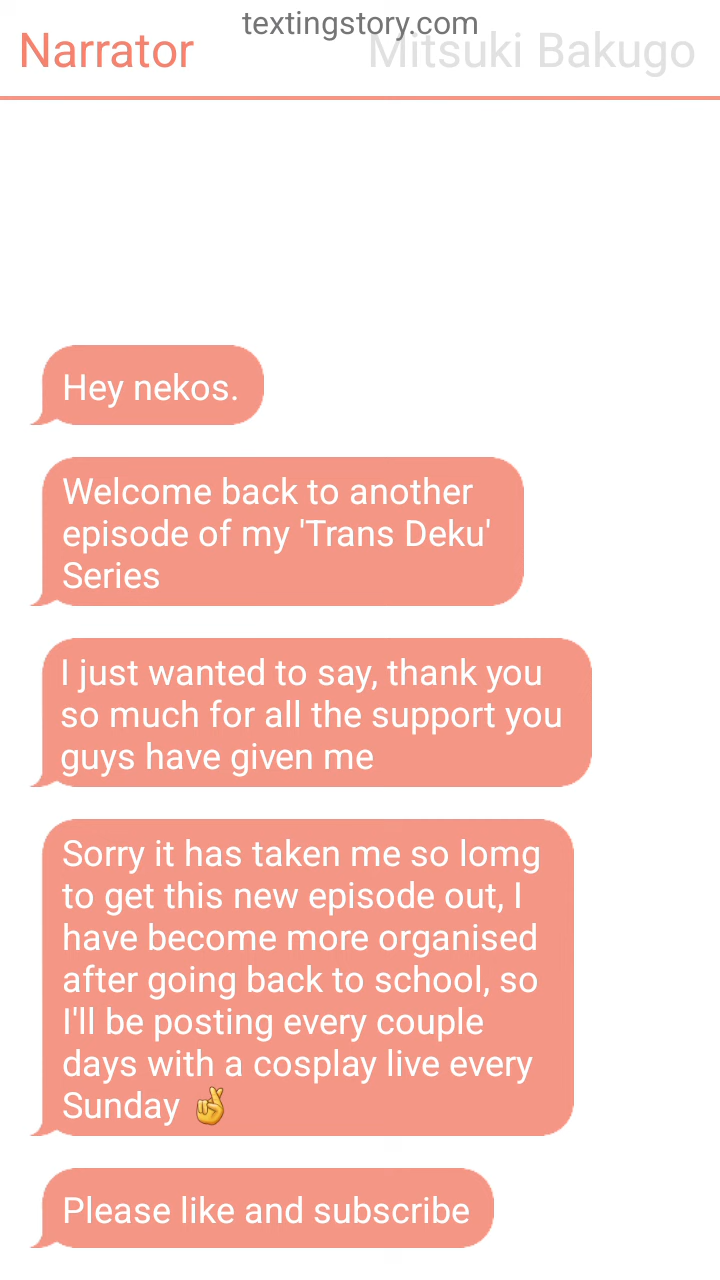 textingstory.com
Narrator
Mitsuki Bakugo
Hey nekos.
Welcome back to another
episode of my 'Trans Deku'
Series
I just wanted to say, thank you
so much for all the support you
guys have given me
Sorry it has taken me so lomg
to get this new episode out, I
have become more organised
after going back to school, so
I'll be posting every couple
days with a cosplay live every
Sunday 🤞
Please like and subscribe